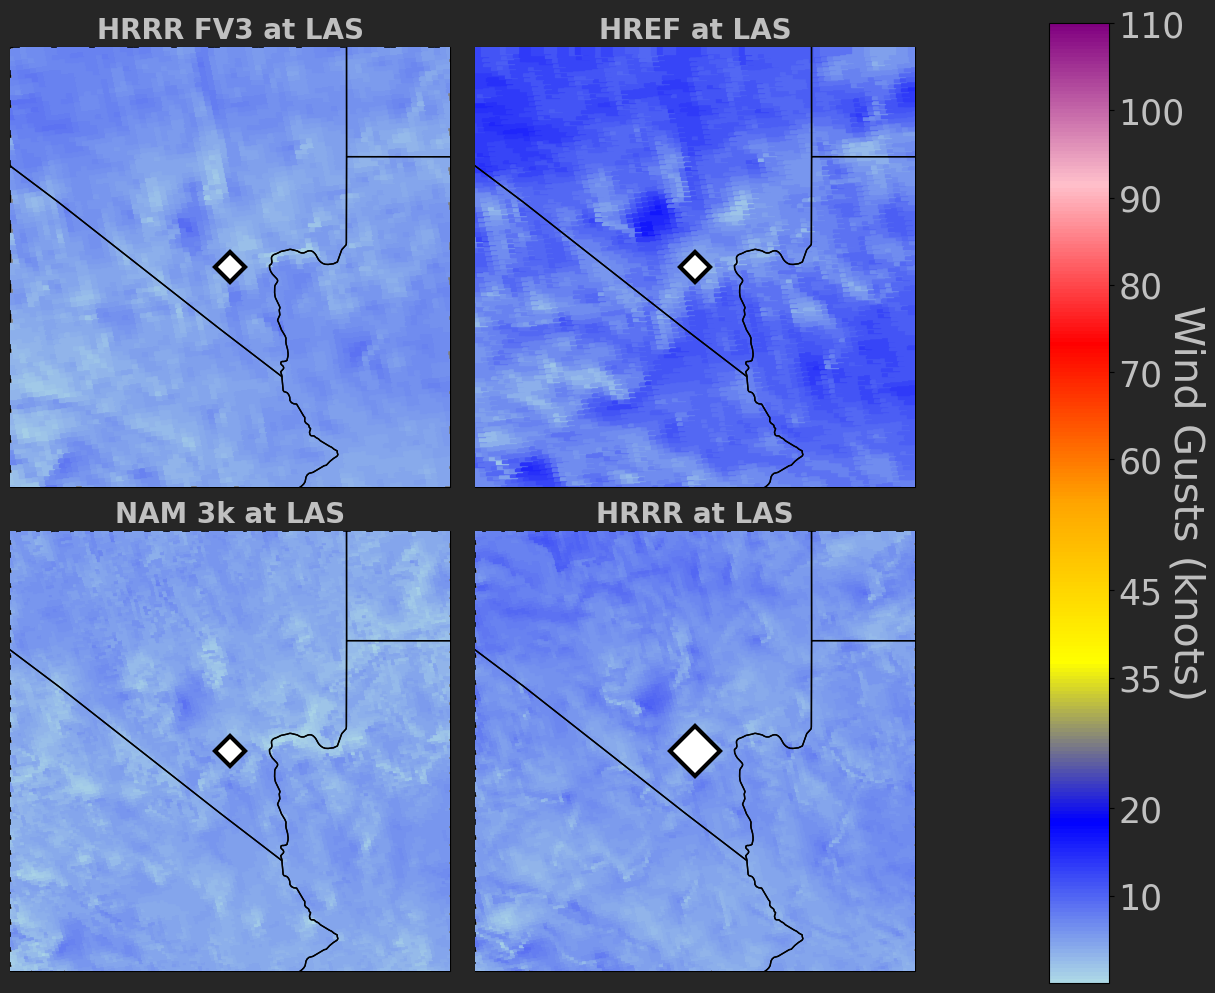 HRRR FV3 at LAS
HREF at LAS
NAM 3k at LAS
HRRR at LAS
110
100
90
80
70
60
45
35
20
10
Wind Gusts (knots)